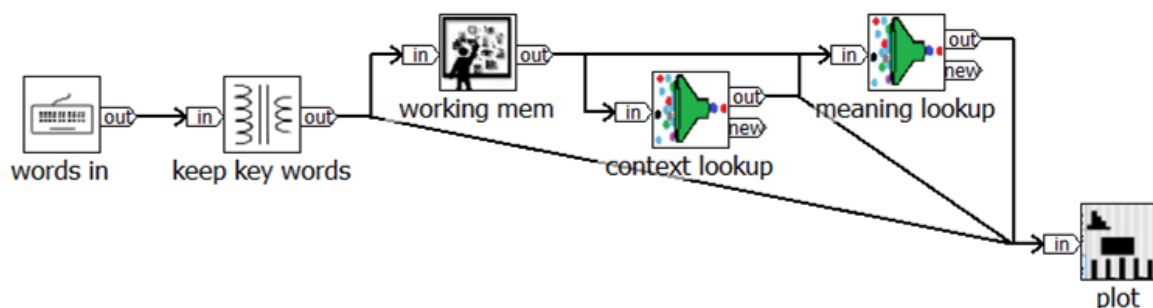 in
out
in
out
working mem
in
out
new
context lookup
out
new
meaning lookup
out
words in
in
out
keep key words
in
plot